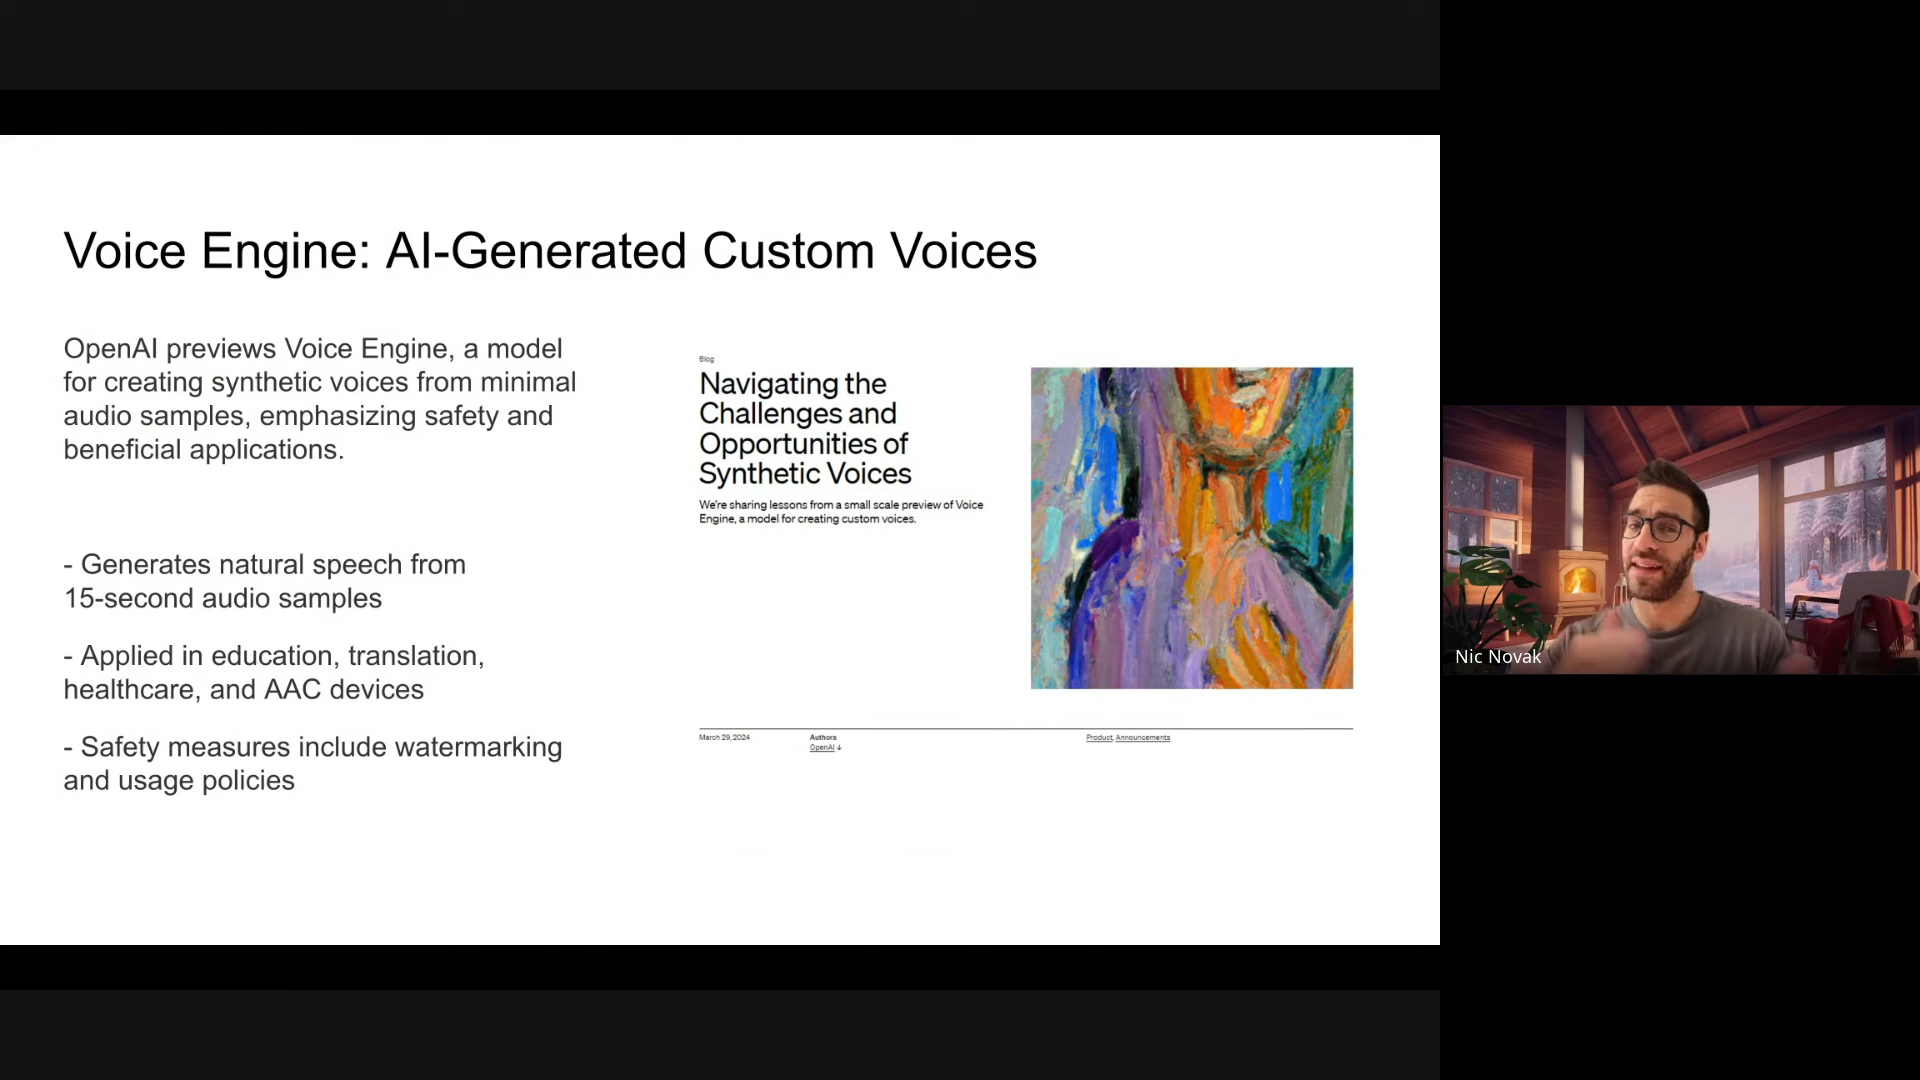 Voice Engine: AI-Generated Custom Voices
OpenAI previews Voice Engine, a model
for creating synthetic voices from minimal
audio samples, emphasizing safety and
beneficial applications.
- Generates natural speech from
15-second audio samples
- Applied in education, translation,
healthcare, and AAC devices
- Safety measures include watermarking
and usage policies
Blog
Navigating the
Challenges and
Opportunities of
Synthetic Voices
We're sharing lessons from a small scale preview of Voice
Engine, a model for creating custom voices.
March 29, 2024
Authors
OpenAI ↓
Product, Announcements
Nic Novak